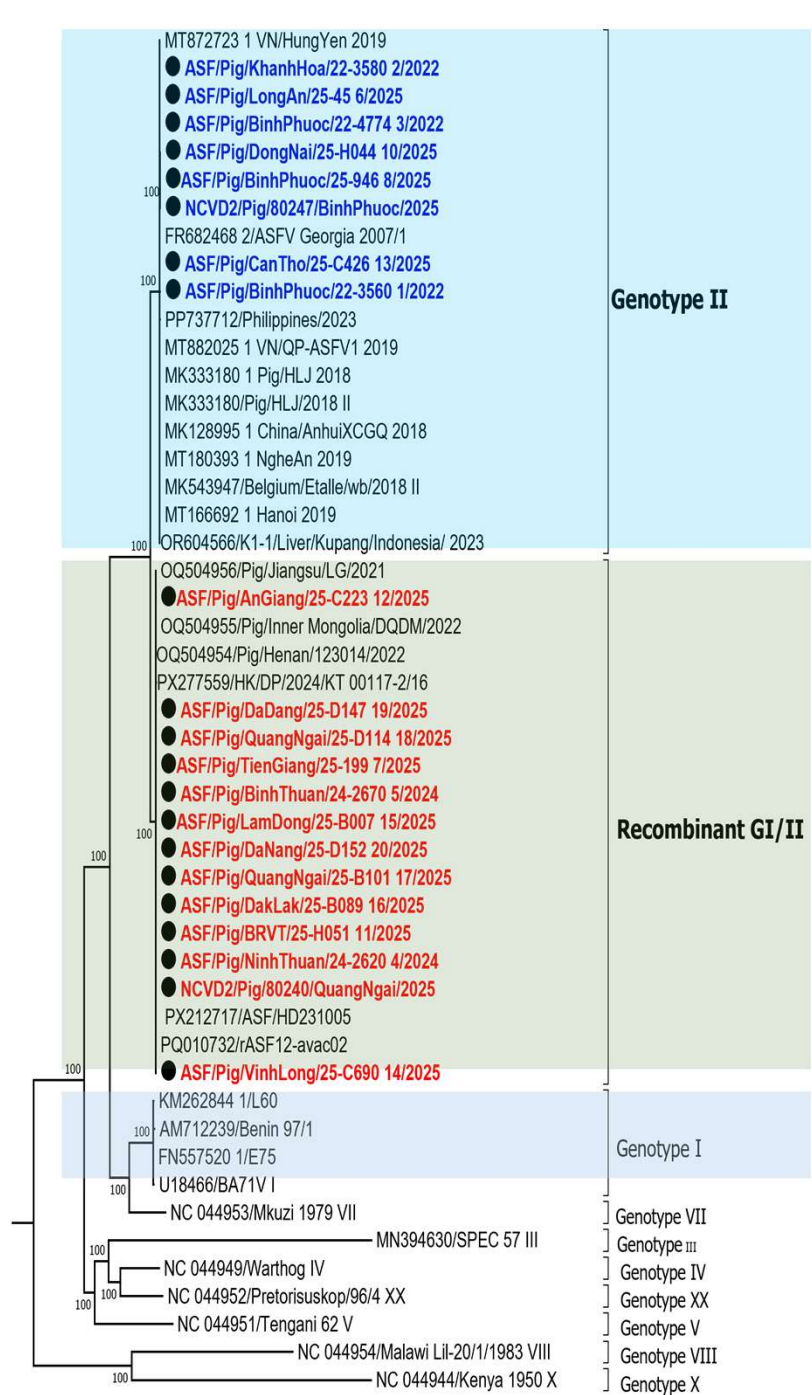 MT872723 1 VN/HungYen 2019
ASF/Pig/KhanhHoa/22-3580 2/2022
ASF/Pig/LongAn/25-45 6/2025
ASF/Pig/BinhPhuoc/22-4774 3/2022
ASF/Pig/DongNai/25-H044 10/2025
ASF/Pig/BinhPhuoc/25-946 8/2025
100
NCVD2/Pig/80247/BinhPhuoc/2025
FR682468 2/ASFV Georgia 2007/1
ASF/Pig/CanTho/25-C426 13/2025
100
ASF/Pig/BinhPhuoc/22-3560 1/2022
Genotype II
PP737712/Philippines/2023
MT882025 1 VN/QP-ASFV1 2019
MK333180 1 Pig/HLJ 2018
MK333180/Pig/HLJ/2018 II
MK128995 1 China/AnhuiXCGQ 2018
MT180393 1 NgheAn 2019
MK543947/Belgium/Etalle/wb/2018 II
MT166692 1 Hanoi 2019
100
OR604566/K1-1/Liver/Kupang/Indonesia/ 2023
OQ504956/Pig/Jiangsu/LG/2021
ASF/Pig/AnGiang/25-C223 12/2025
OQ504955/Pig/Inner Mongolia/DQDM/2022
OQ504954/Pig/Henan/123014/2022
PX277559/HK/DP/2024/KT 00117-2/16
ASF/Pig/DaDang/25-D147 19/2025
ASF/Pig/QuangNgai/25-D114 18/2025
ASF/Pig/TienGiang/25-199 7/2025
ASF/Pig/BinhThuan/24-2670 5/2024
ASF/Pig/LamDong/25-B007 15/2025
100
Recombinant GI/II
ASF/Pig/DaNang/25-D152 20/2025
100
ASF/Pig/QuangNgai/25-B101 17/2025
ASF/Pig/DakLak/25-B089 16/2025
ASF/Pig/BRVT/25-H051 11/2025
ASF/Pig/NinhThuan/24-2620 4/2024
NCVD2/Pig/80240/QuangNgai/2025
PX212717/ASF/HD231005
PQ010732/rASF12-avac02
100
ASF/Pig/VinhLong/25-C690 14/2025
KM262844 1/L60
100
AM712239/Benin 97/1
Genotype I
FN557520 1/E75
100
U18466/BA71V I
NC 044953/Mkuzi 1979 VII
Genotype VII
100
MN394630/SPEC 57 III
Genotype III
NC 044949/Warthog IV
Genotype IV
100
100
NC 044952/Pretorisuskop/96/4 XX
Genotype XX
NC 044951/Tengani 62 V
Genotype V
NC 044954/Malawi Lil-20/1/1983 VIII
Genotype VIII
100
NC 044944/Kenya 1950 X
Genotype X